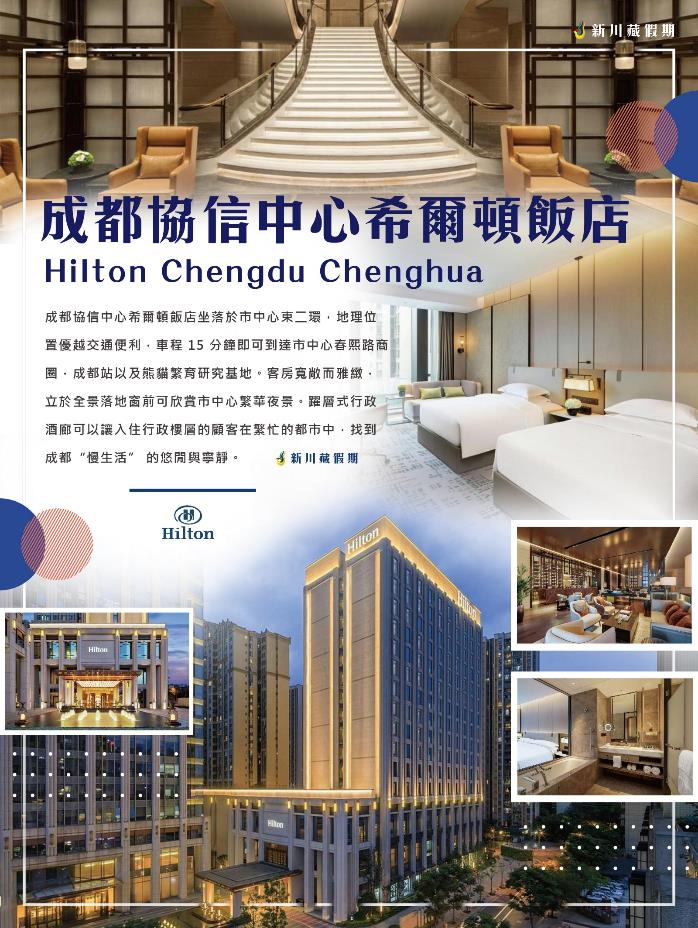 新川藏假期
成都協信中心希爾頓飯店
Hilton Chengdu Chenghua
成都協信中心希爾頓飯店坐落於市中心東二環，地理位
置優越交通便利，車程 15 分鐘即可到達市中心春熙路商
圈，成都站以及熊貓繁育研究基地。客房寬敞而雅緻，
立於全景落地窗前可欣賞市中心繁華夜景。躍層式行政
酒廊可以讓入住行政樓層的顧客在繁忙的都市中，找到
成都“慢生活” 的悠閒與寧靜。
新川藏假期
Hilton
Hilton
Hilton
Hilton
Hilton